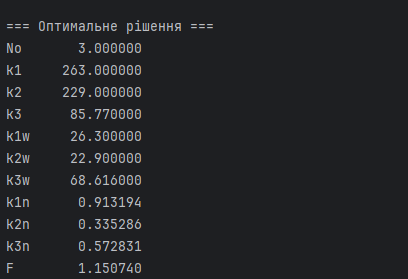 === Оптимальне рішення ===
No 3.000000
k1 263.000000
k2 229.000000
k3 85.770000
k1w 26.300000
k2w 22.900000
k3w 68.616000
k1n 0.913194
k2n 0.335286
k3n 0.572831
F 1.150740